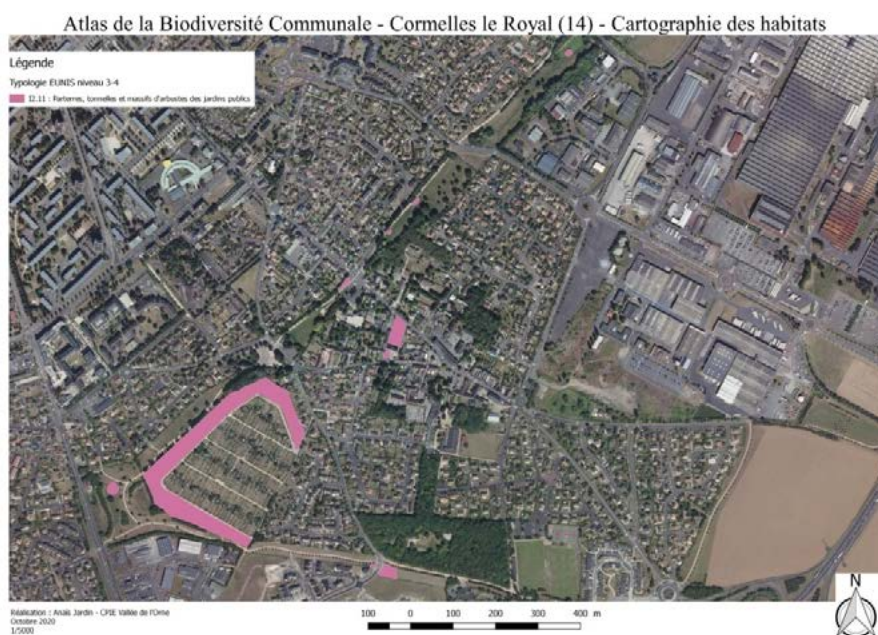 Atlas de la Biodiversité Communale - Cormelles le Royal (14) - Cartographie des habitats
Légende
Typologie EUNIS niveau 3-4
I2.11 : Parterres, tonnelles et massifs d'arbustes des jardins publics
Réalisation : Anaïs Jardin - CPIE Vallée de l'Orne
Octobre 2020
1/5000
100 0 100 200 300 400 m
N